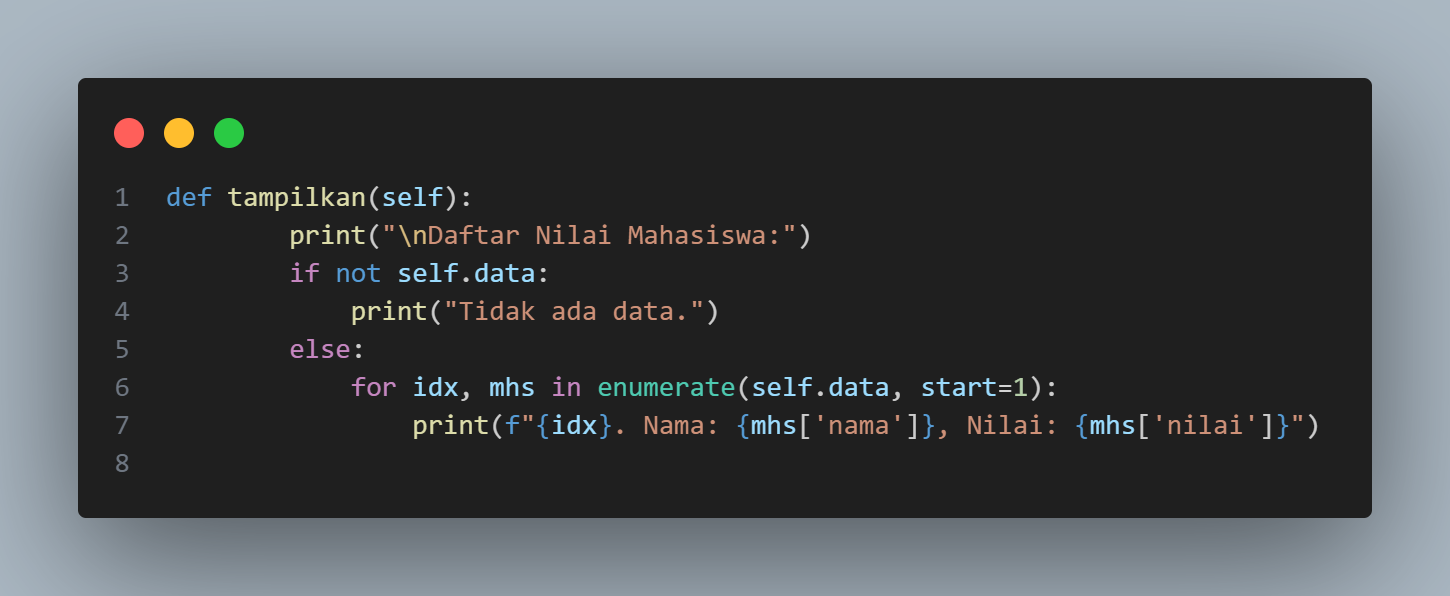 1 def tampilkan(self):
2         print("\nDaftar Nilai Mahasiswa:")
3         if not self.data:
4             print("Tidak ada data.")
5         else:
6             for idx, mhs in enumerate(self.data, start=1):
7                 print(f"{idx}. Nama: {mhs['nama']}, Nilai: {mhs['nilai']}")
8